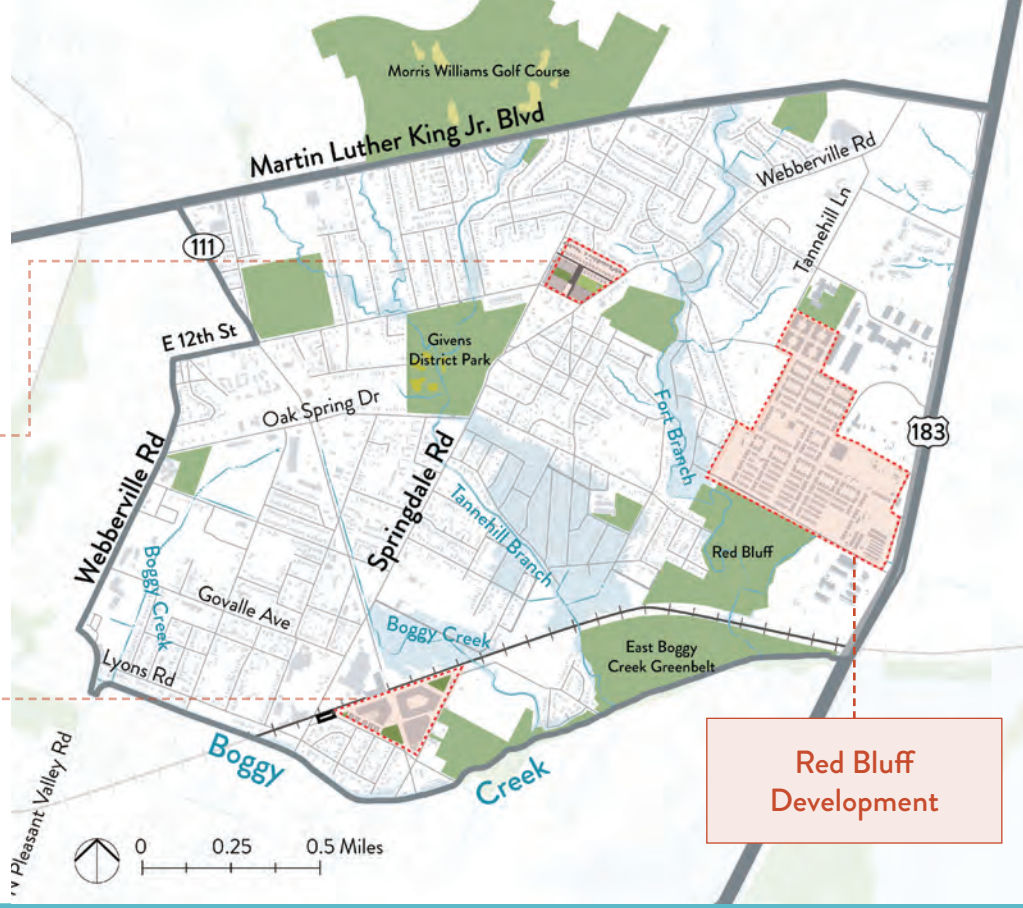 Morris Williams Golf Course
Martin Luther King Jr. Blvd
Webberville Rd
Tannehill Ln
111
E 12th St
Givens
District Park
Oak Spring Dr
Fort Branch
183
Webberville Rd
Springdale Rd
Tannehill Branch
Red Bluff
Boggy Creek
Govalle Ave
Boggy Creek
East Boggy
Creek Greenbelt
Lyons Rd
Boggy
Creek
Red Bluff
Development
N Pleasant Valley Rd
0 0.25 0.5 Miles